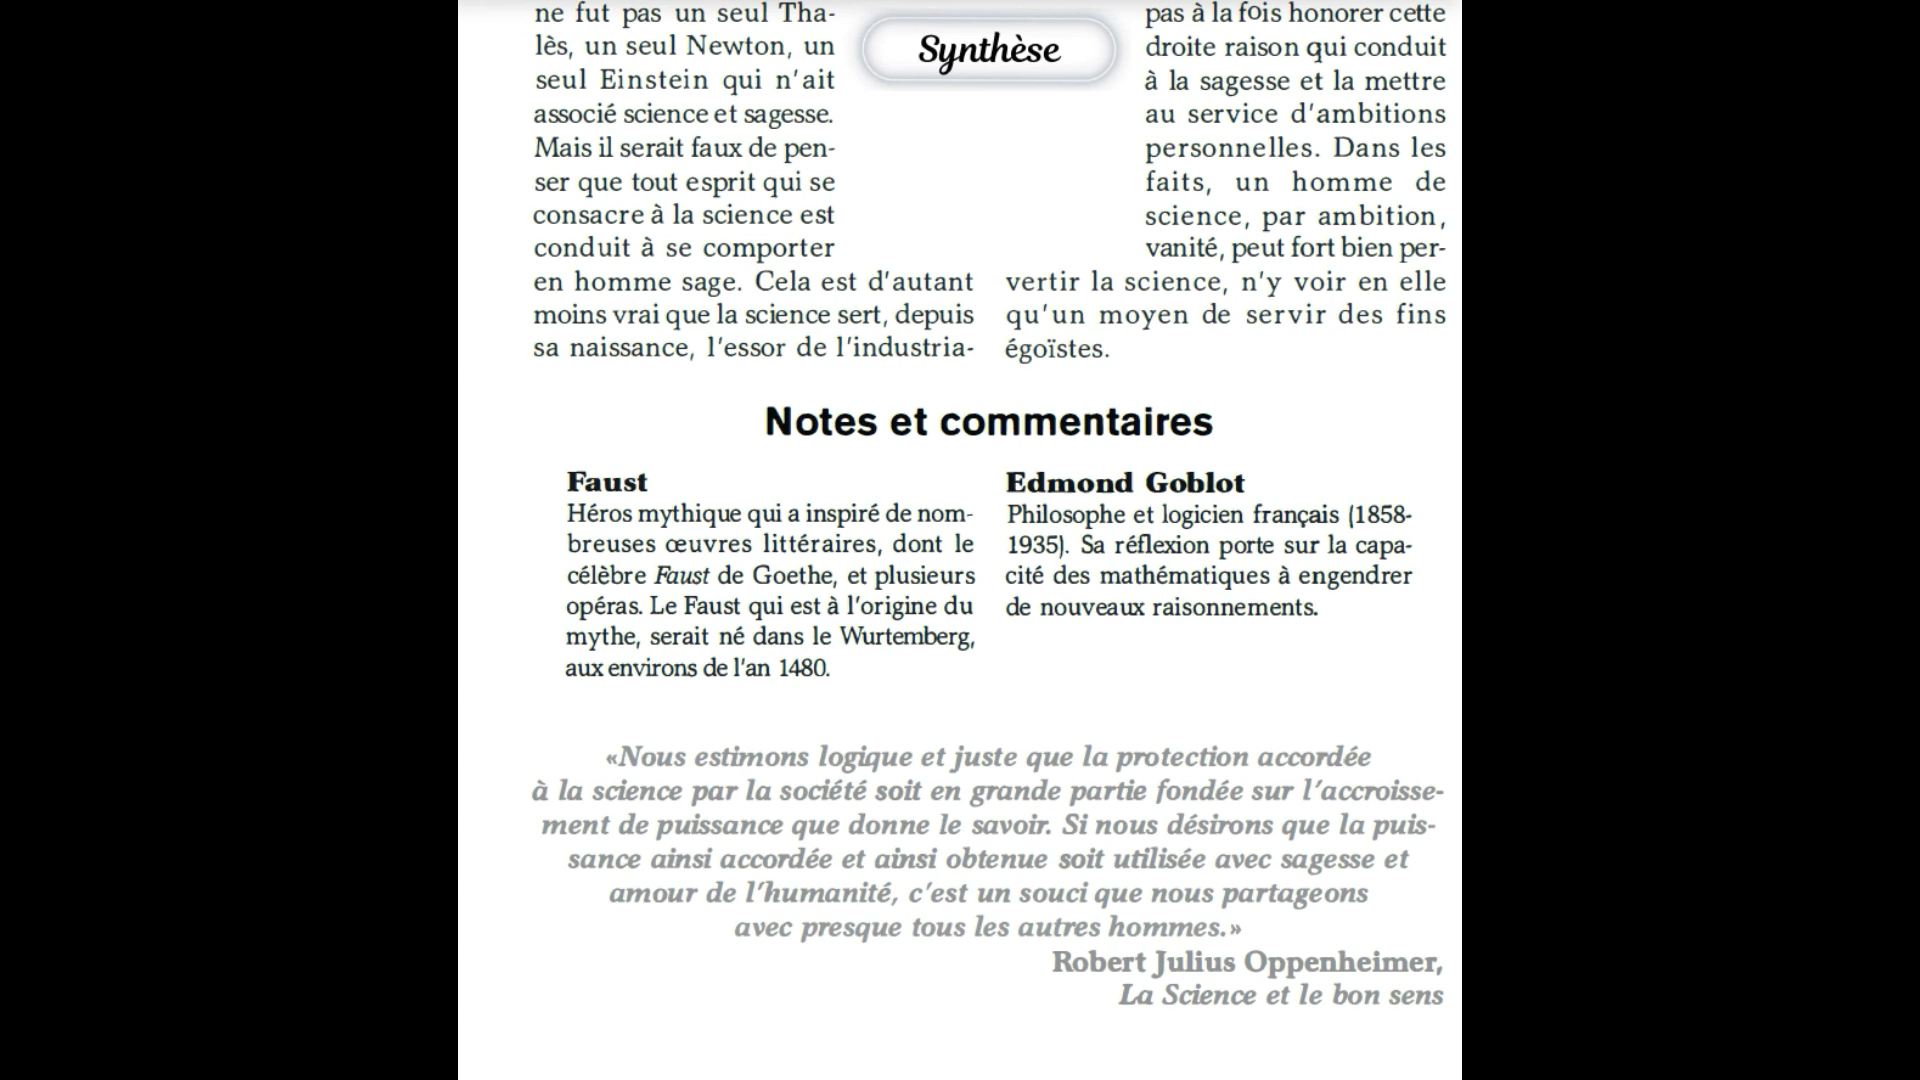 ne fut pas un seul Tha-
lès, un seul Newton, un
seul Einstein qui n'ait
associé science et sagesse.
Mais il serait faux de pen-
ser que tout esprit qui se
consacre à la science est
conduit à se comporter
en homme sage. Cela est d'autant
moins vrai que la science sert, depuis
sa naissance, l'essor de l'industria-
Synthèse
pas à la fois honorer cette
droite raison qui conduit
à la sagesse et la mettre
au service d'ambitions
personnelles. Dans les
faits, un homme de
science, par ambition,
vanité, peut fort bien per-
vertir la science, n'y voir en elle
qu'un moyen de servir des fins
égoïstes.
Notes et commentaires
Faust
Héros mythique qui a inspiré de nom-
breuses œuvres littéraires, dont le
célèbre Faust de Goethe, et plusieurs
opéras. Le Faust qui est à l'origine du
mythe, serait né dans le Wurtemberg,
aux environs de l'an 1480.
Edmond Goblot
Philosophe et logicien français (1858-
1935). Sa réflexion porte sur la capa-
cité des mathématiques à engendrer
de nouveaux raisonnements.
«Nous estimons logique et juste que la protection accordée
à la science par la société soit en grande partie fondée sur l'accroisse-
ment de puissance que donne le savoir. Si nous désirons que la puis-
sance ainsi accordée et ainsi obtenue soit utilisée avec sagesse et
amour de l'humanité, c'est un souci que nous partageons
avec presque tous les autres hommes.»
Robert Julius Oppenheimer,
La Science et le bon sens